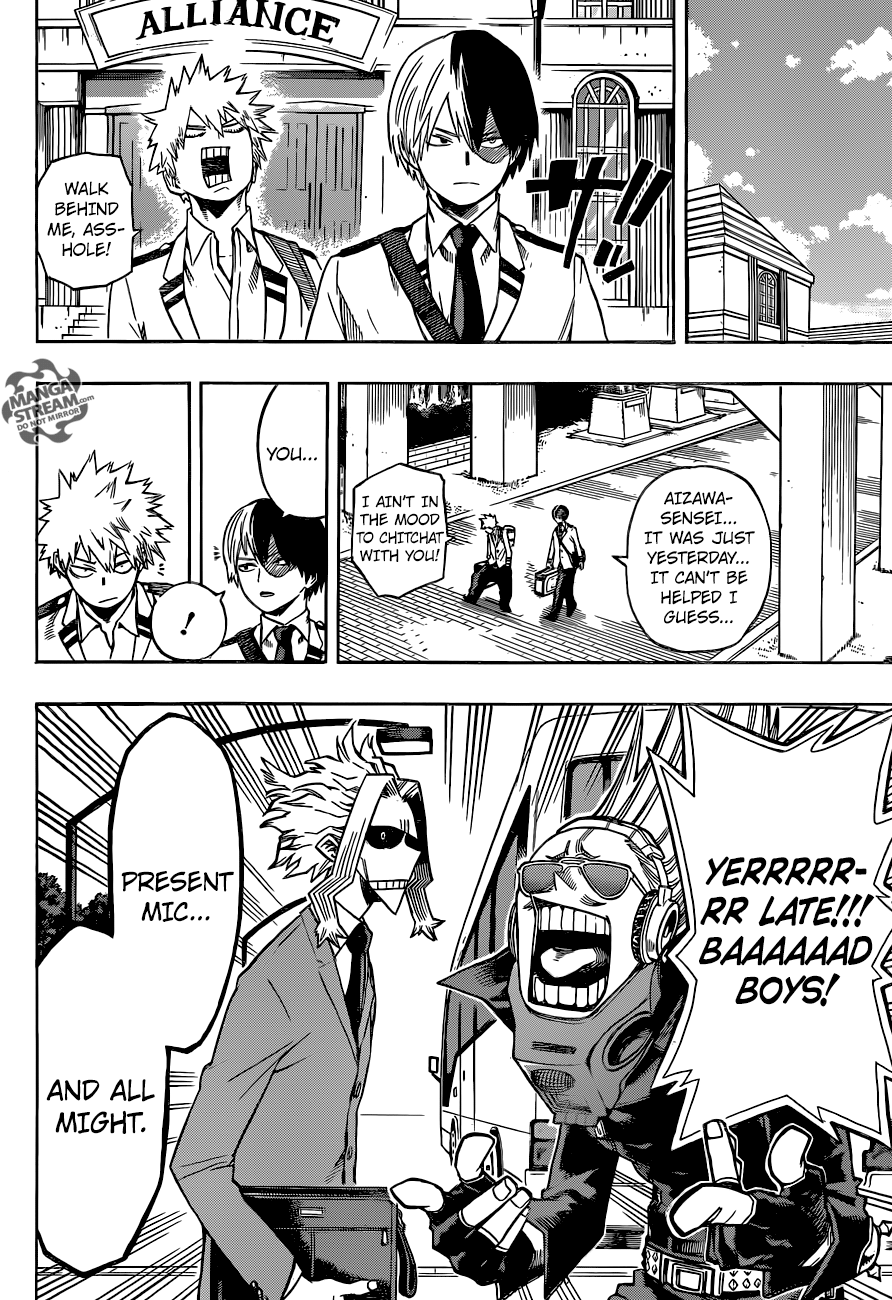 ALLIANCE
ザッ
WALK
BEHIND
ME, ASS-
HOLE!
MANGA
STREAM.com
DO NOT MIRROR
AIZAWA-
SENSEI...
IT WAS JUST
YESTERDAY...
IT CAN'T BE
HELPED I
GUESS...
I AIN'T IN
THE MOOD
TO CHITCHAT
WITH YOU!
YOU...
!
YERRRRR-
RR LATE!!!
BAAAAAAD
BOYS!
PRESENT
MIC...
AND ALL
MIGHT.